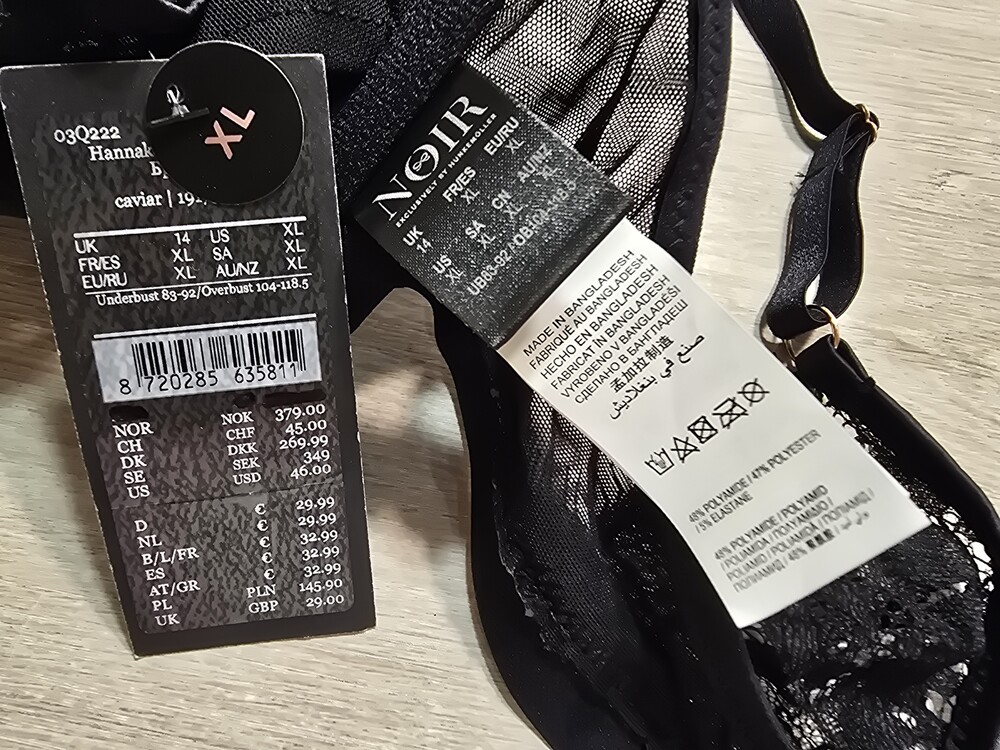 03Q222
XL
Hannak
caviar |
UK 14 US XL
FR/ES XL SA XL
EU/RU XL AU/NZ XL
Underbust 83-92/Overbust 104-118.5
8 720285 635811
NOR NOK 379.00
CH CHF 45.00
DK DKK 269.99
SE SEK 349
US USD 46.00
D € 29.99
NL € 29.99
B/L/FR € 32.99
ES € 32.99
AT/GR € 32.99
PL PLN 145.90
UK GBP 29.00
NOIR
EXCLUSIVELY BY HUNKEMÖLLER
UK FR/ES EU/RU
14 XL XL
US SA CN AU/NZ
XL XL XL XL
MADE IN BANGLADESH
FABRIQUÉ AU BANGLADESH
HECHO EN BANGLADESH
FABRICAT ÎN BANGLADESH
VYROBENO V BANGLADÉŠI
СДЕЛАНО В БАНГЛАДЕШ
孟加拉制造
صنع في بنغلاديش
48% POLYAMIDE / 47% POLYESTER
/ 5% ELASTANE
48% POLYAMIDE / POLYAMID